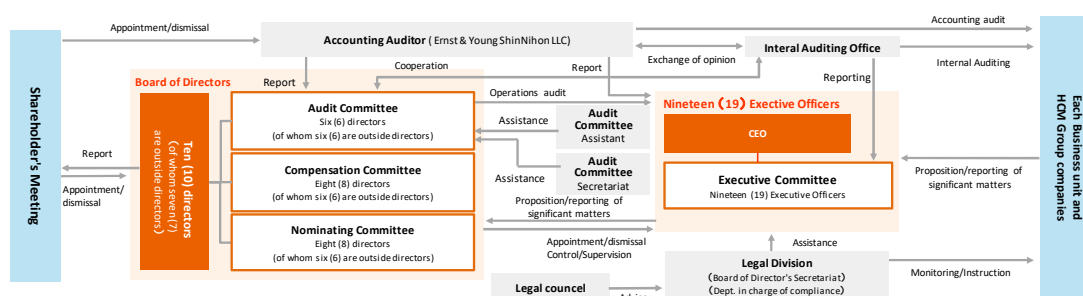 Appointment/dismissal
Accounting Auditor ( Ernst & Young ShinNihon LLC)
Accounting audit
Exchange of opinion
Interal Auditing Office
Internal Auditing
Cooperation
Report
Report
Reporting
Shareholder's Meeting
Report
Appointment/
dismissal
Board of Directors
Ten (10) directors
(of whom seven(7)
are outside directors)
Audit Committee
Six (6) directors
(of whom six (6) are outside directors)
Compensation Committee
Eight (8) directors
(of whom six (6) are outside directors)
Nominating Committee
Eight (8) directors
(of whom six (6) are outside directors)
Operations audit
Assistance
Audit
Committee
Assistant
Assistance
Audit
Committee
Secretariat
Proposition/reporting of
significant matters
Appointment/dismissal
Control/Supervision
Nineteen (19) Exective Officers
CEO
Executive Committee
Nineteen (19) Executive Officers
Proposition/reporting of
significant matters
Each Business unit and
HCM Group companies
Assistance
Legal Division
(Board of Director's Secretariat)
(Dept. in charge of compliance)
Monitoring/Instruction
Legal councel